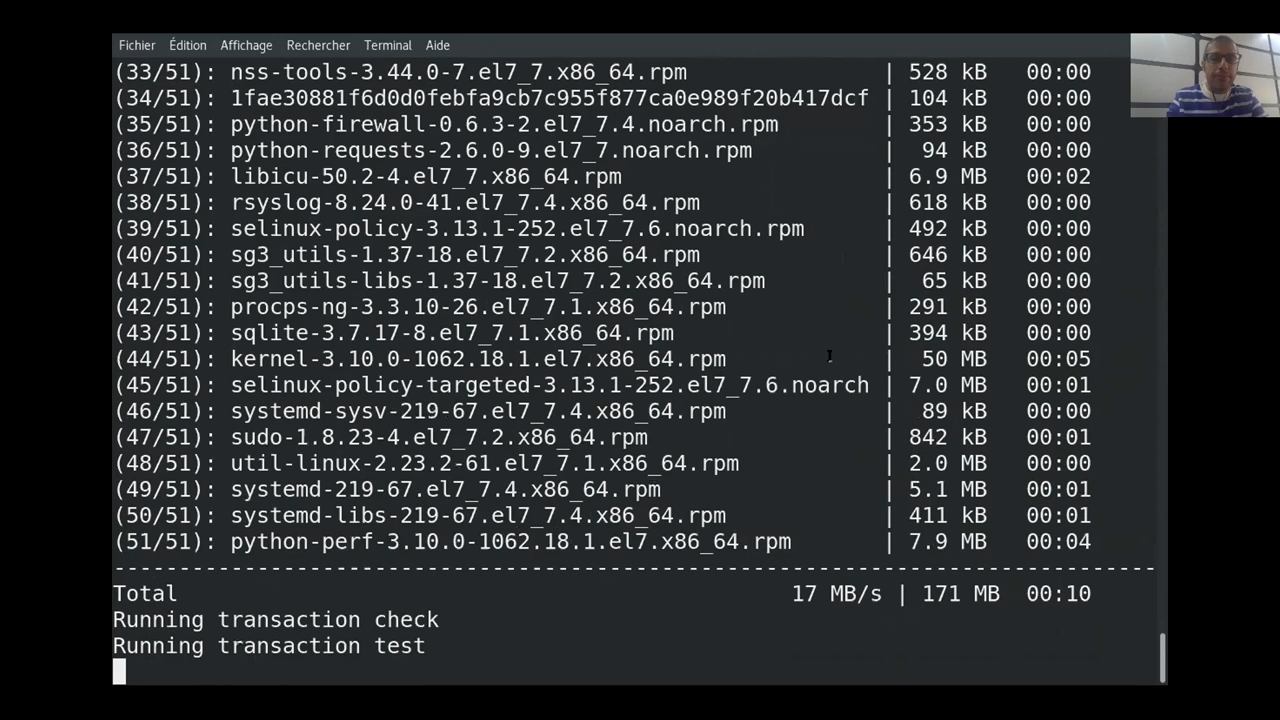 Fichier Édition Affichage Rechercher Terminal Aide
(33/51): nss-tools-3.44.0-7.el7_7.x86_64.rpm | 528 kB 00:00
(34/51): 1fae30881f6d0d0febfa9cb7c955f877ca0e989f20b417dcf | 104 kB 00:00
(35/51): python-firewall-0.6.3-2.el7_7.4.noarch.rpm | 353 kB 00:00
(36/51): python-requests-2.6.0-9.el7_7.noarch.rpm | 94 kB 00:00
(37/51): libicu-50.2-4.el7_7.x86_64.rpm | 6.9 MB 00:02
(38/51): rsyslog-8.24.0-41.el7_7.4.x86_64.rpm | 618 kB 00:00
(39/51): selinux-policy-3.13.1-252.el7_7.6.noarch.rpm | 492 kB 00:00
(40/51): sg3_utils-1.37-18.el7_7.2.x86_64.rpm | 646 kB 00:00
(41/51): sg3_utils-libs-1.37-18.el7_7.2.x86_64.rpm | 65 kB 00:00
(42/51): procps-ng-3.3.10-26.el7_7.1.x86_64.rpm | 291 kB 00:00
(43/51): sqlite-3.7.17-8.el7_7.1.x86_64.rpm | 394 kB 00:00
(44/51): kernel-3.10.0-1062.18.1.el7.x86_64.rpm | 50 MB 00:05
(45/51): selinux-policy-targeted-3.13.1-252.el7_7.6.noarch | 7.0 MB 00:01
(46/51): systemd-sysv-219-67.el7_7.4.x86_64.rpm | 89 kB 00:00
(47/51): sudo-1.8.23-4.el7_7.2.x86_64.rpm | 842 kB 00:01
(48/51): util-linux-2.23.2-61.el7_7.1.x86_64.rpm | 2.0 MB 00:00
(49/51): systemd-219-67.el7_7.4.x86_64.rpm | 5.1 MB 00:01
(50/51): systemd-libs-219-67.el7_7.4.x86_64.rpm | 411 kB 00:01
(51/51): python-perf-3.10.0-1062.18.1.el7.x86_64.rpm | 7.9 MB 00:04
--------------------------------------------------------------------------------
Total 17 MB/s | 171 MB 00:10
Running transaction check
Running transaction test